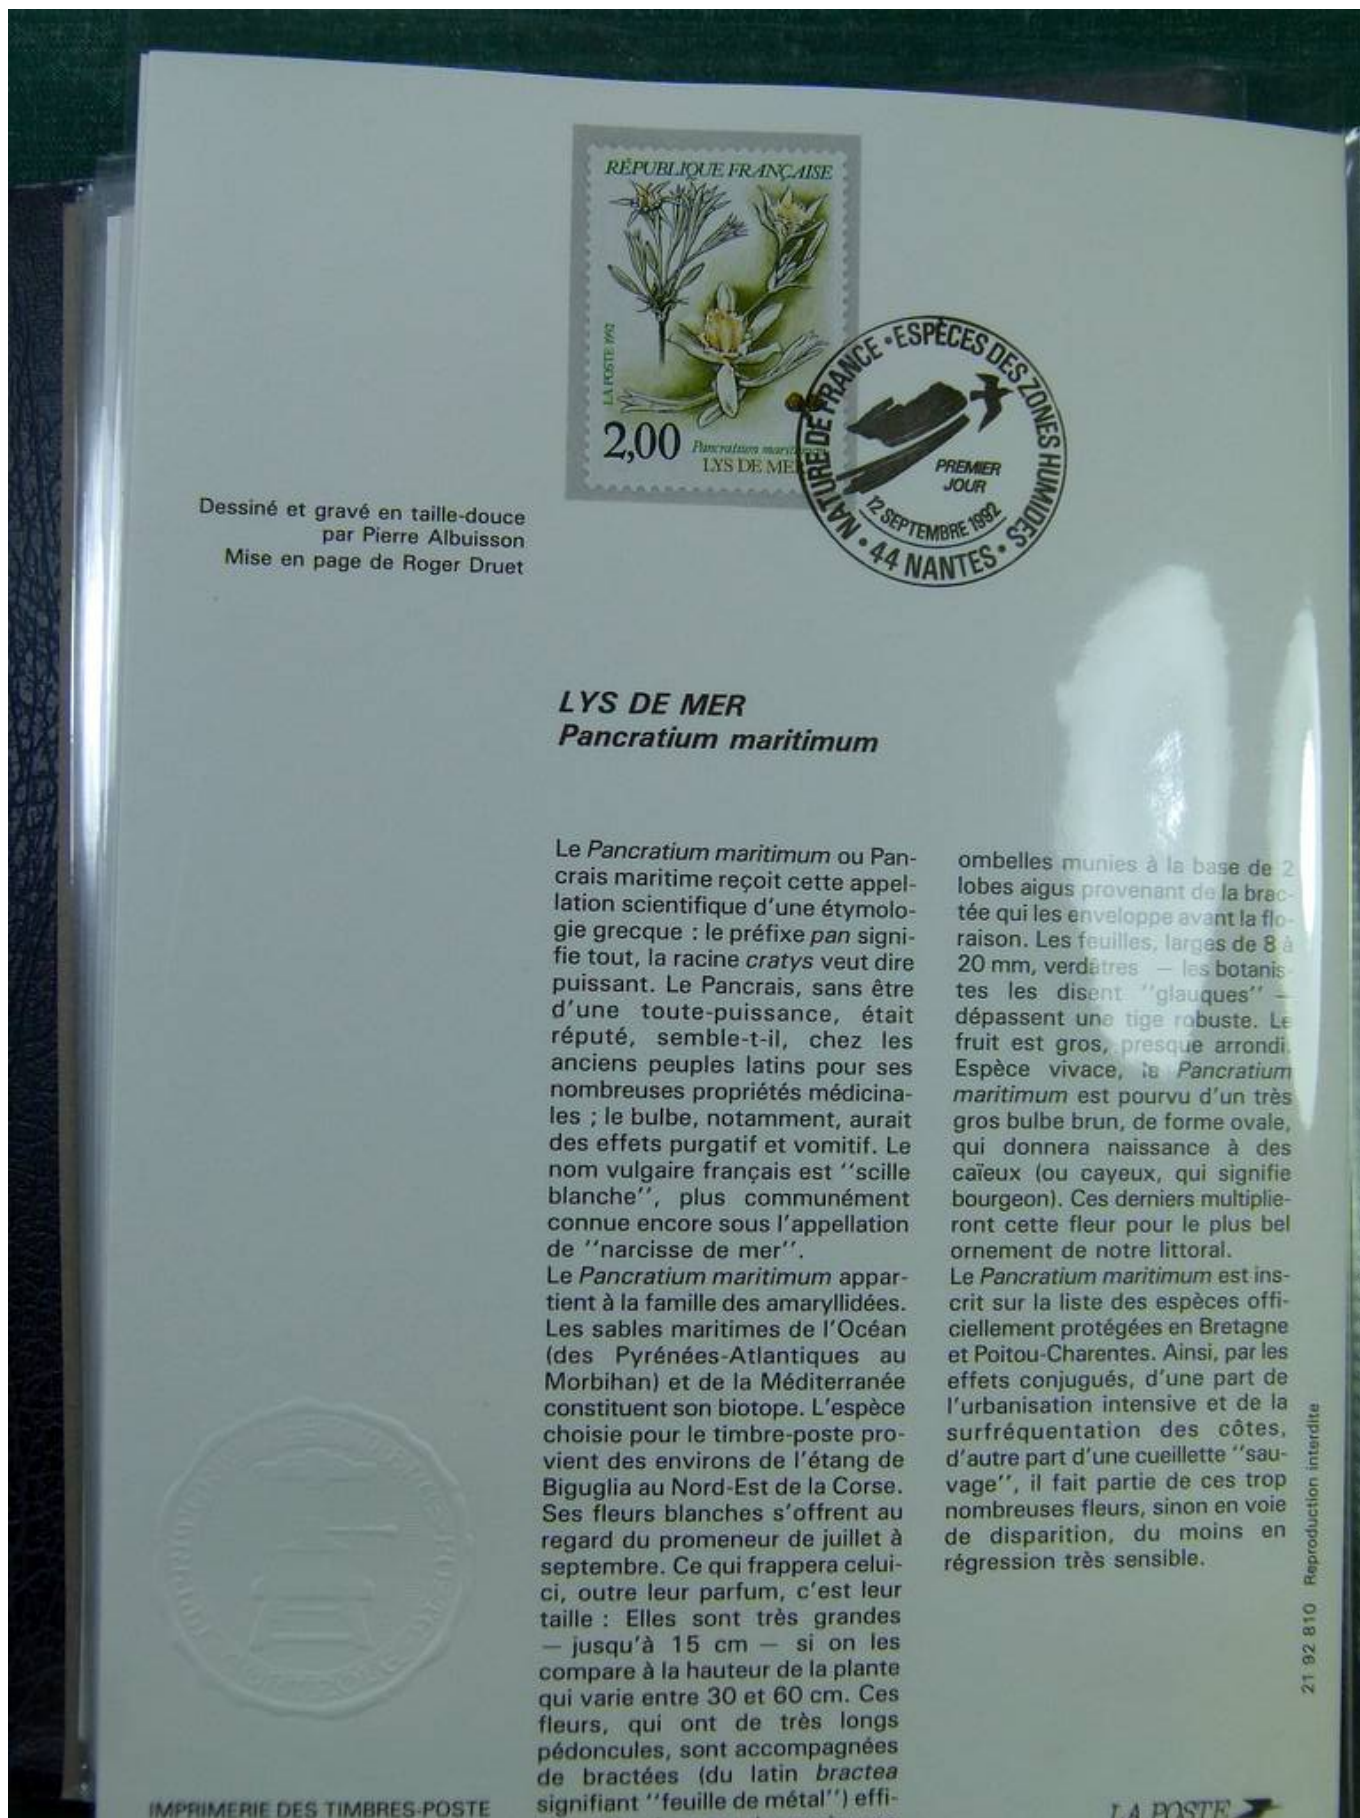 RÉPUBLIQUE FRANÇAISE
LA POSTE 1992
2,00
Pancratium
LYS DE MER
NATURE DE FRANCE • ESPÈCES DES ZONES HUMIDES •
PREMIER
JOUR
12 SEPTEMBRE 1992
44 NANTES
Dessiné et gravé en taille-douce
par Pierre Albuisson
Mise en page de Roger Druet
LYS DE MER
Pancratium maritimum
Le Pancratium maritimum ou Pan-
crais maritime reçoit cette appel-
lation scientifique d'une étymolo-
gie grecque : le préfixe pan signi-
fie tout, la racine cratys veut dire
puissant. Le Pancrais, sans être
d'une toute-puissance, était
réputé, semble-t-il, chez les
anciens peuples latins pour ses
nombreuses propriétés médicina-
les ; le bulbe, notamment, aurait
des effets purgatif et vomitif. Le
nom vulgaire français est ''scille
blanche'', plus communément
connue encore sous l'appellation
de ''narcisse de mer''.
Le Pancratium maritimum appar-
tient à la famille des amaryllidées.
Les sables maritimes de l'Océan
(des Pyrénées-Atlantiques au
Morbihan) et de la Méditerranée
constituent son biotope. L'espèce
choisie pour le timbre-poste pro-
vient des environs de l'étang de
Biguglia au Nord-Est de la Corse.
Ses fleurs blanches s'offrent au
regard du promeneur de juillet à
septembre. Ce qui frappera celui-
ci, outre leur parfum, c'est leur
taille : Elles sont très grandes
— jusqu'à 15 cm — si on les
compare à la hauteur de la plante
qui varie entre 30 et 60 cm. Ces
fleurs, qui ont de très longs
pédoncules, sont accompagnées
de bractées (du latin bractea
signifiant ''feuille de métal'') effi-
ombelles munies à la base de 2
lobes aigus provenant de la brac-
tée qui les enveloppe avant la flo-
raison. Les feuilles, larges de 8 à
20 mm, verdâtres — les botanis-
tes les disent ''glauques'' —
dépassent une tige robuste. Le
fruit est gros, presque arrondi.
Espèce vivace, le Pancratium
maritimum est pourvu d'un très
gros bulbe brun, de forme ovale,
qui donnera naissance à des
caïeux (ou cayeux, qui signifie
bourgeon). Ces derniers multiplie-
ront cette fleur pour le plus bel
ornement de notre littoral.
Le Pancratium maritimum est ins-
crit sur la liste des espèces offi-
ciellement protégées en Bretagne
et Poitou-Charentes. Ainsi, par les
effets conjugués, d'une part de
l'urbanisation intensive et de la
surfréquentation des côtes,
d'autre part d'une cueillette ''sau-
vage'', il fait partie de ces trop
nombreuses fleurs, sinon en voie
de disparition, du moins en
régression très sensible.
21 92 810 Reproduction interdite
IMPRIMERIE DES TIMBRES-POSTE
LA POSTE